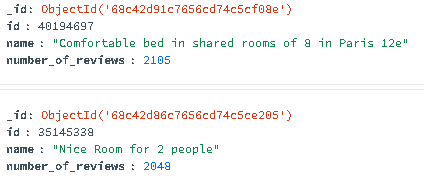 _id: ObjectId('68c42d91c7656cd74c5cf08e')
id : 40194697
name : "Comfortable bed in shared rooms of 8 in Paris 12e"
number_of_reviews : 2105
_id: ObjectId('68c42d86c7656cd74c5ce205')
id : 35145338
name : "Nice Room for 2 people"
number_of_reviews : 2048